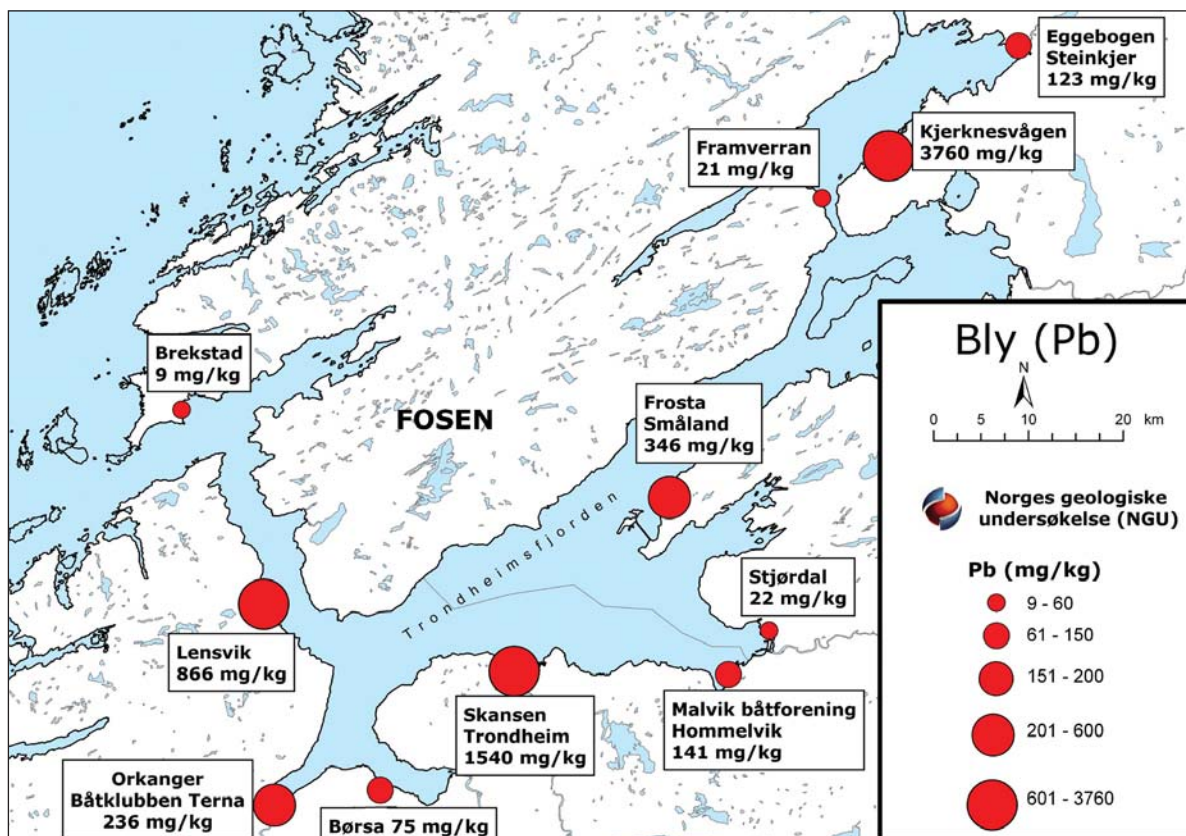 Eggebogen
Steinkjer
123 mg/kg
Kjerknesvågen
3760 mg/kg
Framverran
21 mg/kg
Brekstad
9 mg/kg
FOSEN
Frosta
Småland
346 mg/kg
Trondheimsfjorden
Stjørdal
22 mg/kg
Lensvik
866 mg/kg
Skansen
Trondheim
1540 mg/kg
Malvik båtforening
Hommelvik
141 mg/kg
Orkanger
Båtklubben Terna
236 mg/kg
Børsa 75 mg/kg
Bly (Pb)
N
0 5 10 20 km
Norges geologiske
undersøkelse (NGU)
Pb (mg/kg)
9 - 60
61 - 150
151 - 200
201 - 600
601 - 3760